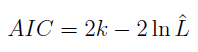 AIC = 2k − 2 ln L̂